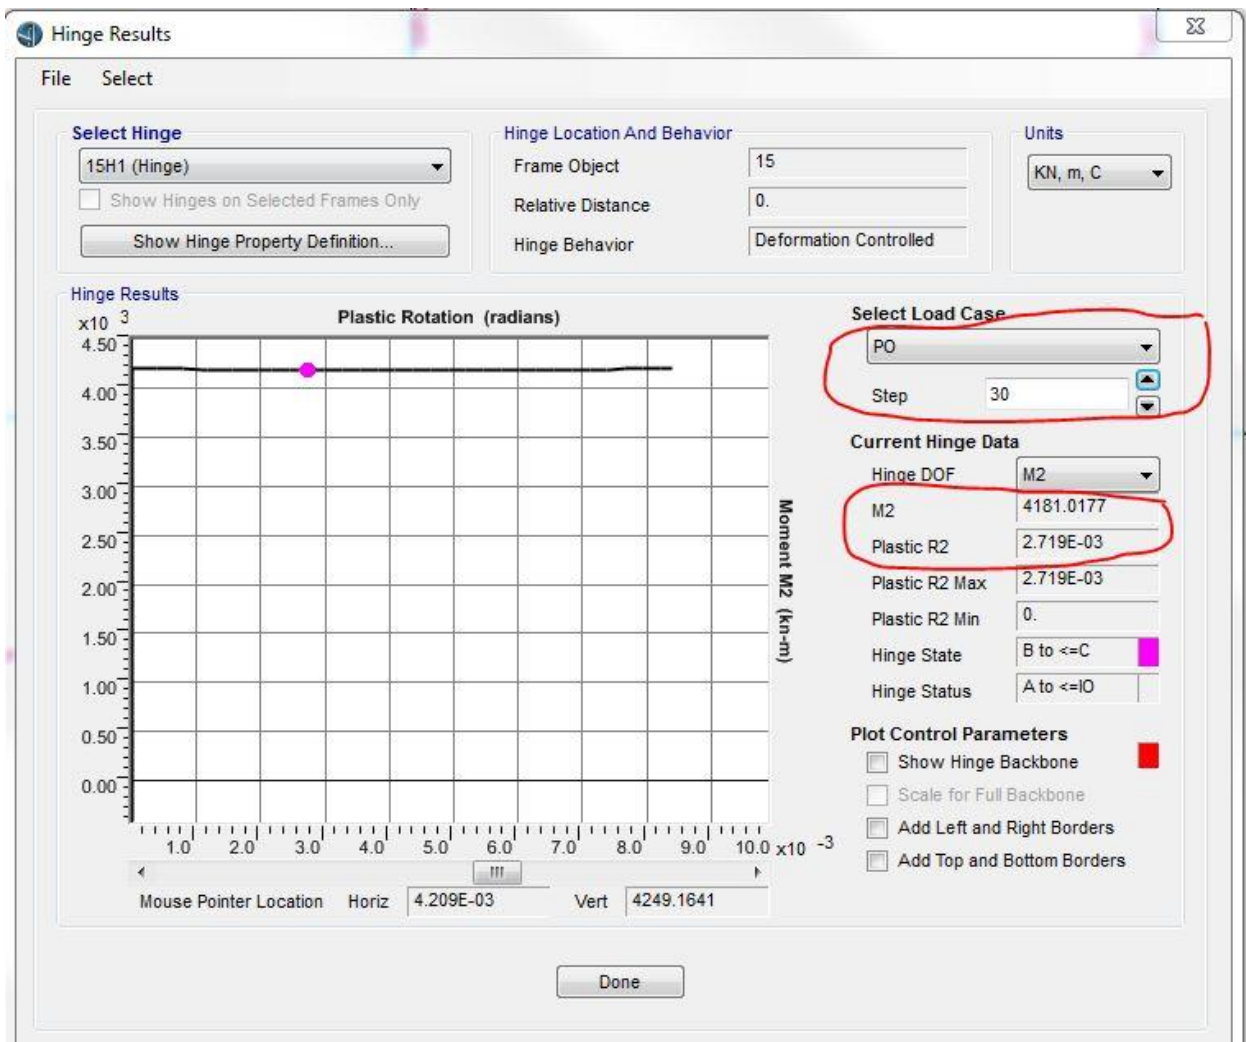 Hinge Results
File Select
Select Hinge
15H1 (Hinge)
Show Hinges on Selected Frames Only
Show Hinge Property Definition...
Hinge Location And Behavior
Frame Object 15
Relative Distance 0.
Hinge Behavior Deformation Controlled
Units
KN, m, C
Hinge Results
x10 3
Plastic Rotation (radians)
4.50
4.00
3.50
3.00
2.50
2.00
1.50
1.00
0.50
0.00
1.0 2.0 3.0 4.0 5.0 6.0 7.0 8.0 9.0 10.0 x10 -3
Moment M2 (kn-m)
Mouse Pointer Location Horiz 4.209E-03 Vert 4249.1641
Select Load Case
PO
Step 30
Current Hinge Data
Hinge DOF M2
M2 4181.0177
Plastic R2 2.719E-03
Plastic R2 Max 2.719E-03
Plastic R2 Min 0.
Hinge State B to <=C
Hinge Status A to <=IO
Plot Control Parameters
Show Hinge Backbone
Scale for Full Backbone
Add Left and Right Borders
Add Top and Bottom Borders
Done